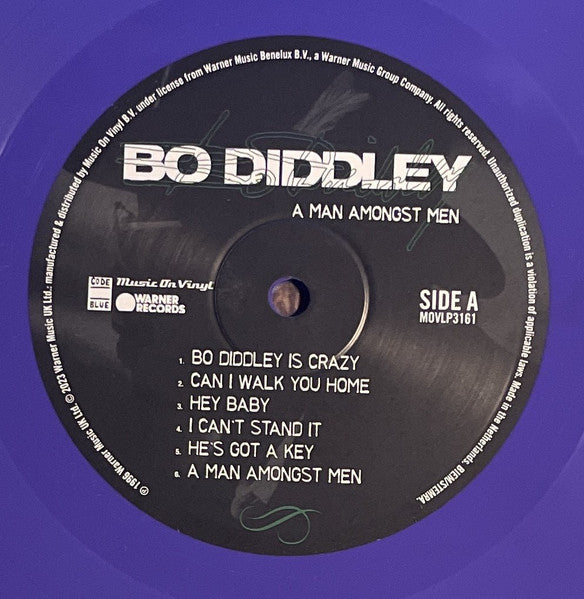 ℗ 1996 Warner Music UK Ltd. © 2023 Warner Music UK Ltd.: manufactured & distributed by Music On Vinyl B.V. under license from Warner Music Benelux B.V., a Warner Music Group Company. All rights reserved. Unauthorized duplication is a violation of applicable laws. Made in the Netherlands. BIEM/STEMRA.
BO DIDDLEY
A MAN AMONGST MEN
CODE BLUE
Music On Vinyl
WARNER RECORDS
SIDE A
MOVLP3161
1. BO DIDDLEY IS CRAZY
2. CAN I WALK YOU HOME
3. HEY BABY
4. I CAN'T STAND IT
5. HE'S GOT A KEY
6. A MAN AMONGST MEN